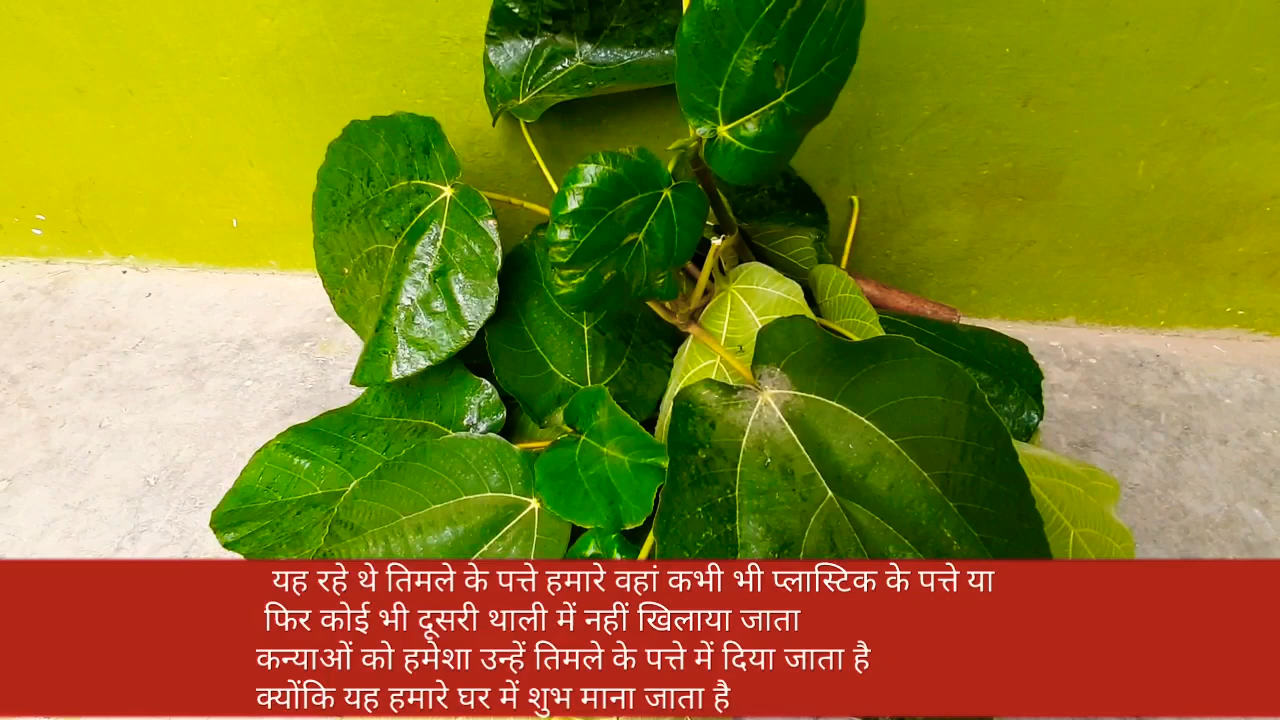 यह रहे थे तिमले के पत्ते हमारे वहां कभी भी प्लास्टिक के पत्ते या
फिर कोई भी दूसरी थाली में नहीं खिलाया जाता
कन्याओं को हमेशा उन्हें तिमले के पत्ते में दिया जाता है
क्योंकि यह हमारे घर में शुभ माना जाता है